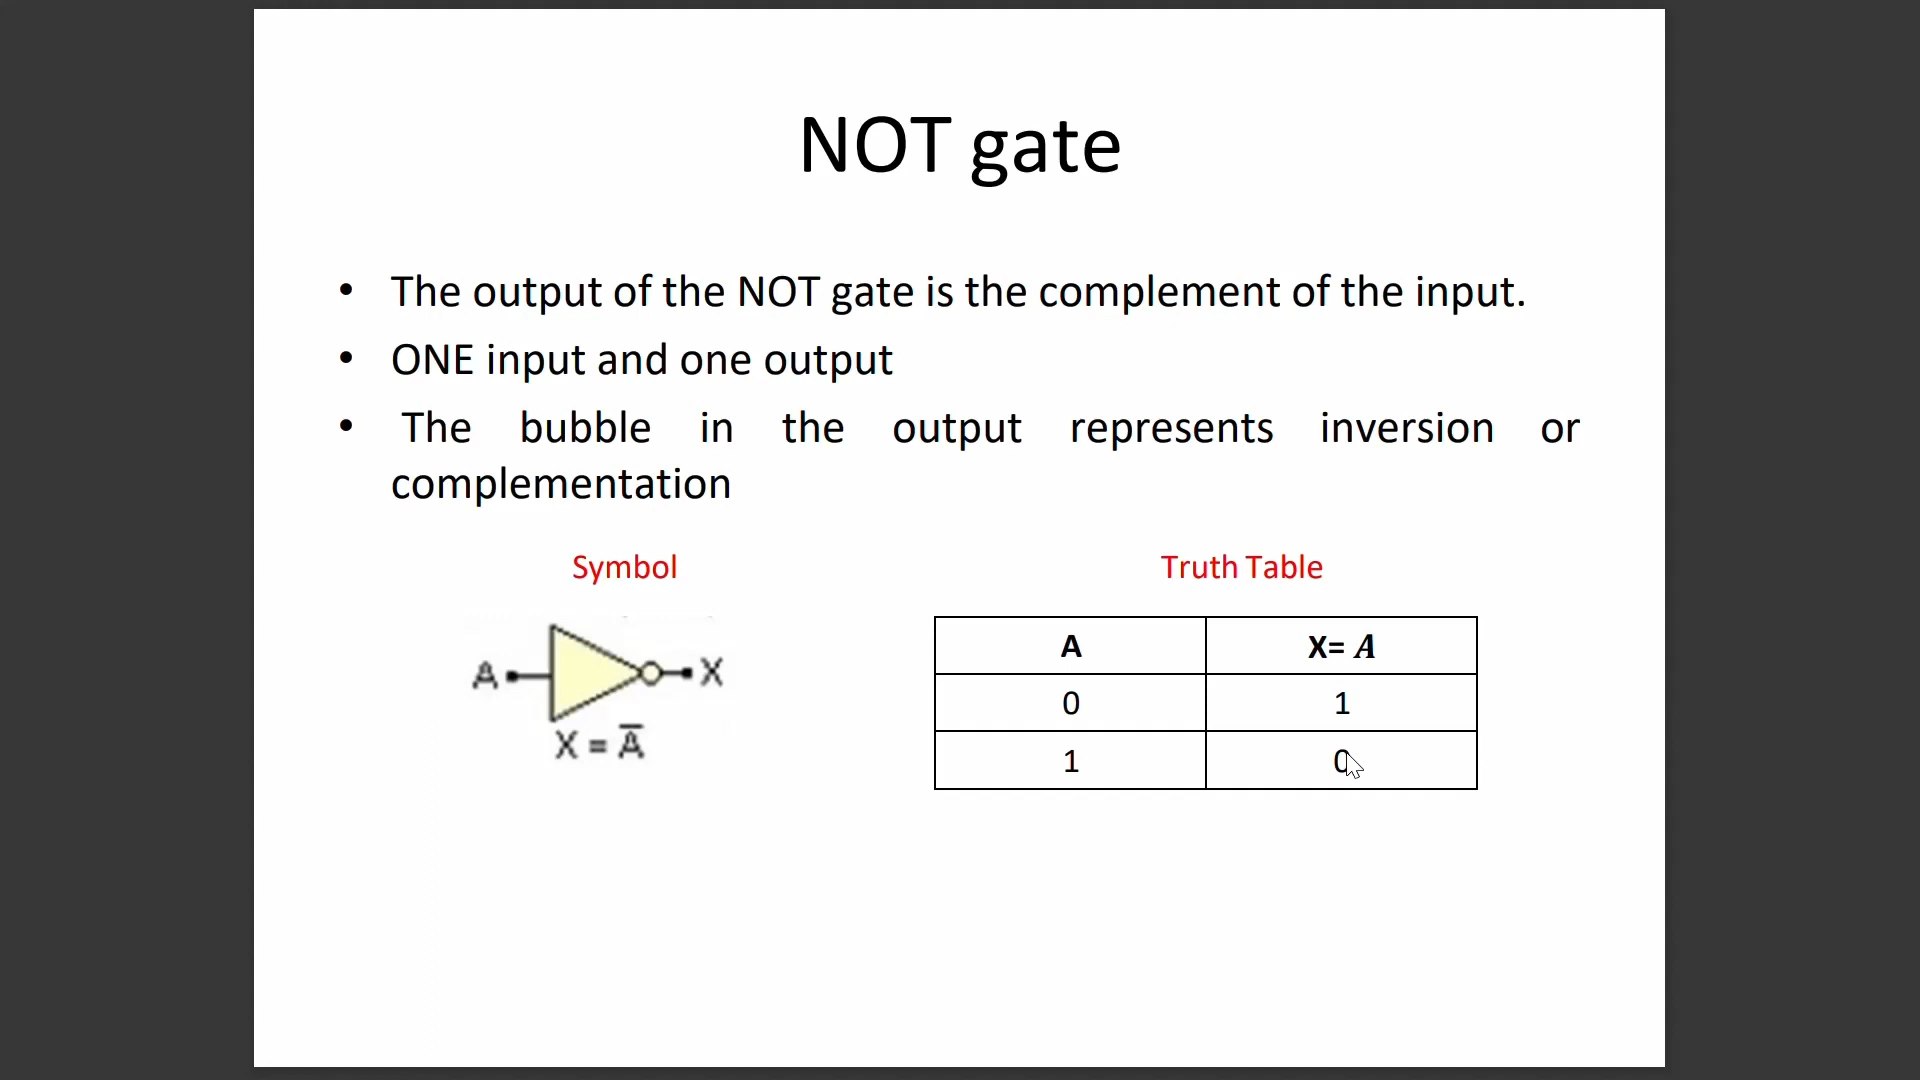 NOT gate
• The output of the NOT gate is the complement of the input.
• ONE input and one output
• The bubble in the output represents inversion or
complementation
Symbol
Truth Table
A X
X = A̅
A X= A
0 1
1 0